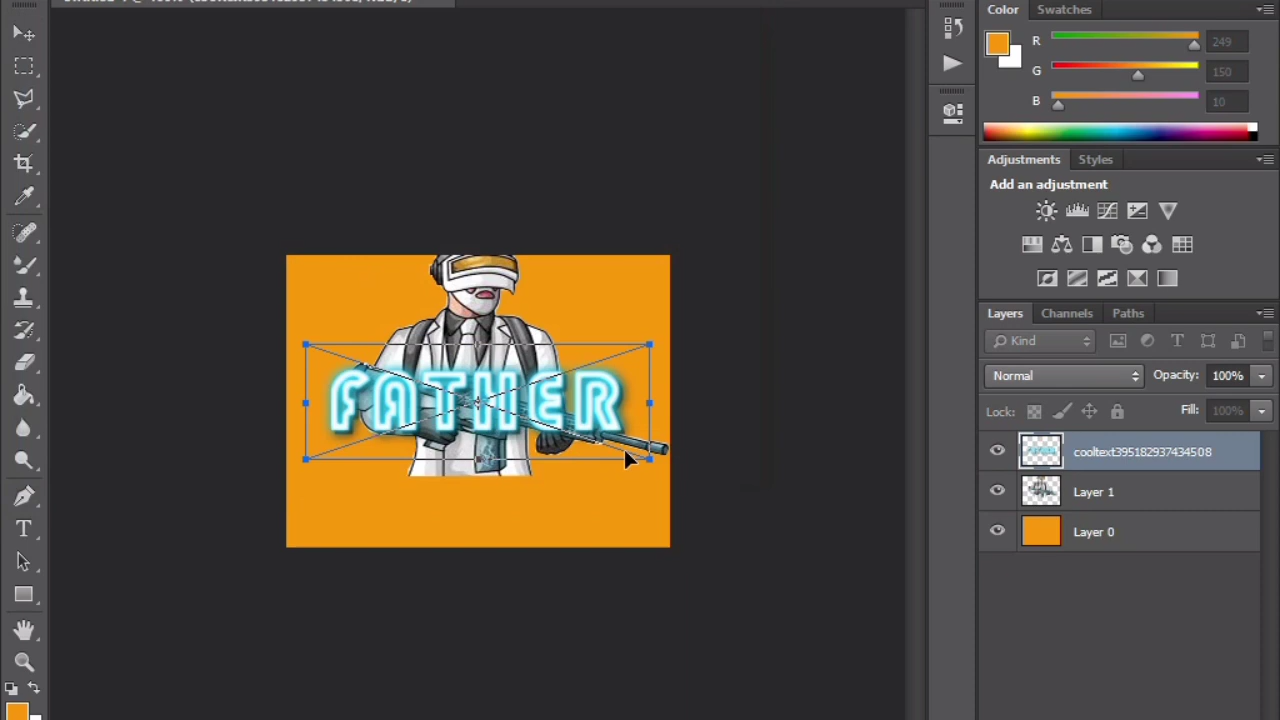 Color
Swatches
R
249
G
150
B
10
Adjustments
Styles
Add an adjustment
Layers
Channels
Paths
Kind
Normal
Opacity:
100%
Lock:
Fill:
100%
cooltext395182937434508
Layer 1
Layer 0
FATHER
T